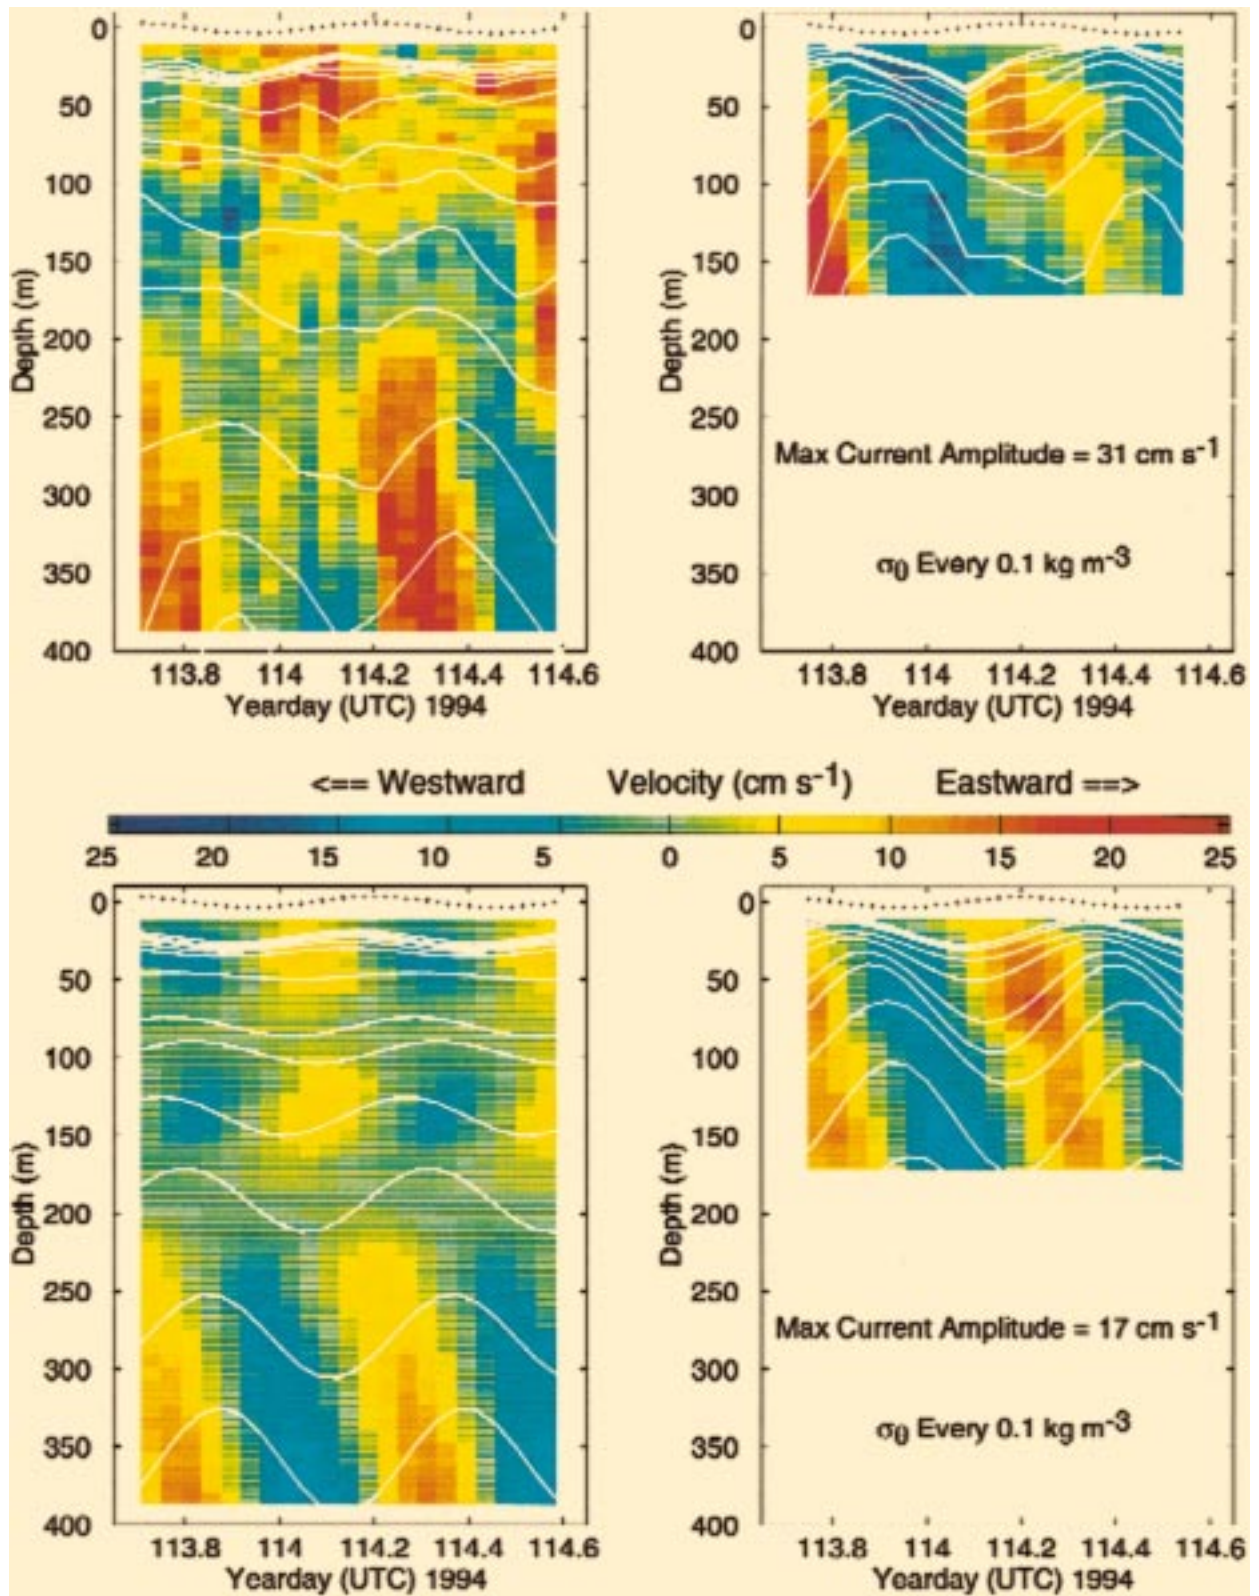 0
50
100
150
200
250
300
350
400
Depth (m)
113.8 114 114.2 114.4 114.6
Yearday (UTC) 1994
0
50
100
150
200
250
300
350
400
Depth (m)
Max Current Amplitude = 31 cm s-1
σ0 Every 0.1 kg m-3
113.8 114 114.2 114.4 114.6
Yearday (UTC) 1994
<== Westward Velocity (cm s-1) Eastward ==>
25 20 15 10 5 0 5 10 15 20 25
0
50
100
150
200
250
300
350
400
Depth (m)
113.8 114 114.2 114.4 114.6
Yearday (UTC) 1994
0
50
100
150
200
250
300
350
400
Depth (m)
Max Current Amplitude = 17 cm s-1
σ0 Every 0.1 kg m-3
113.8 114 114.2 114.4 114.6
Yearday (UTC) 1994